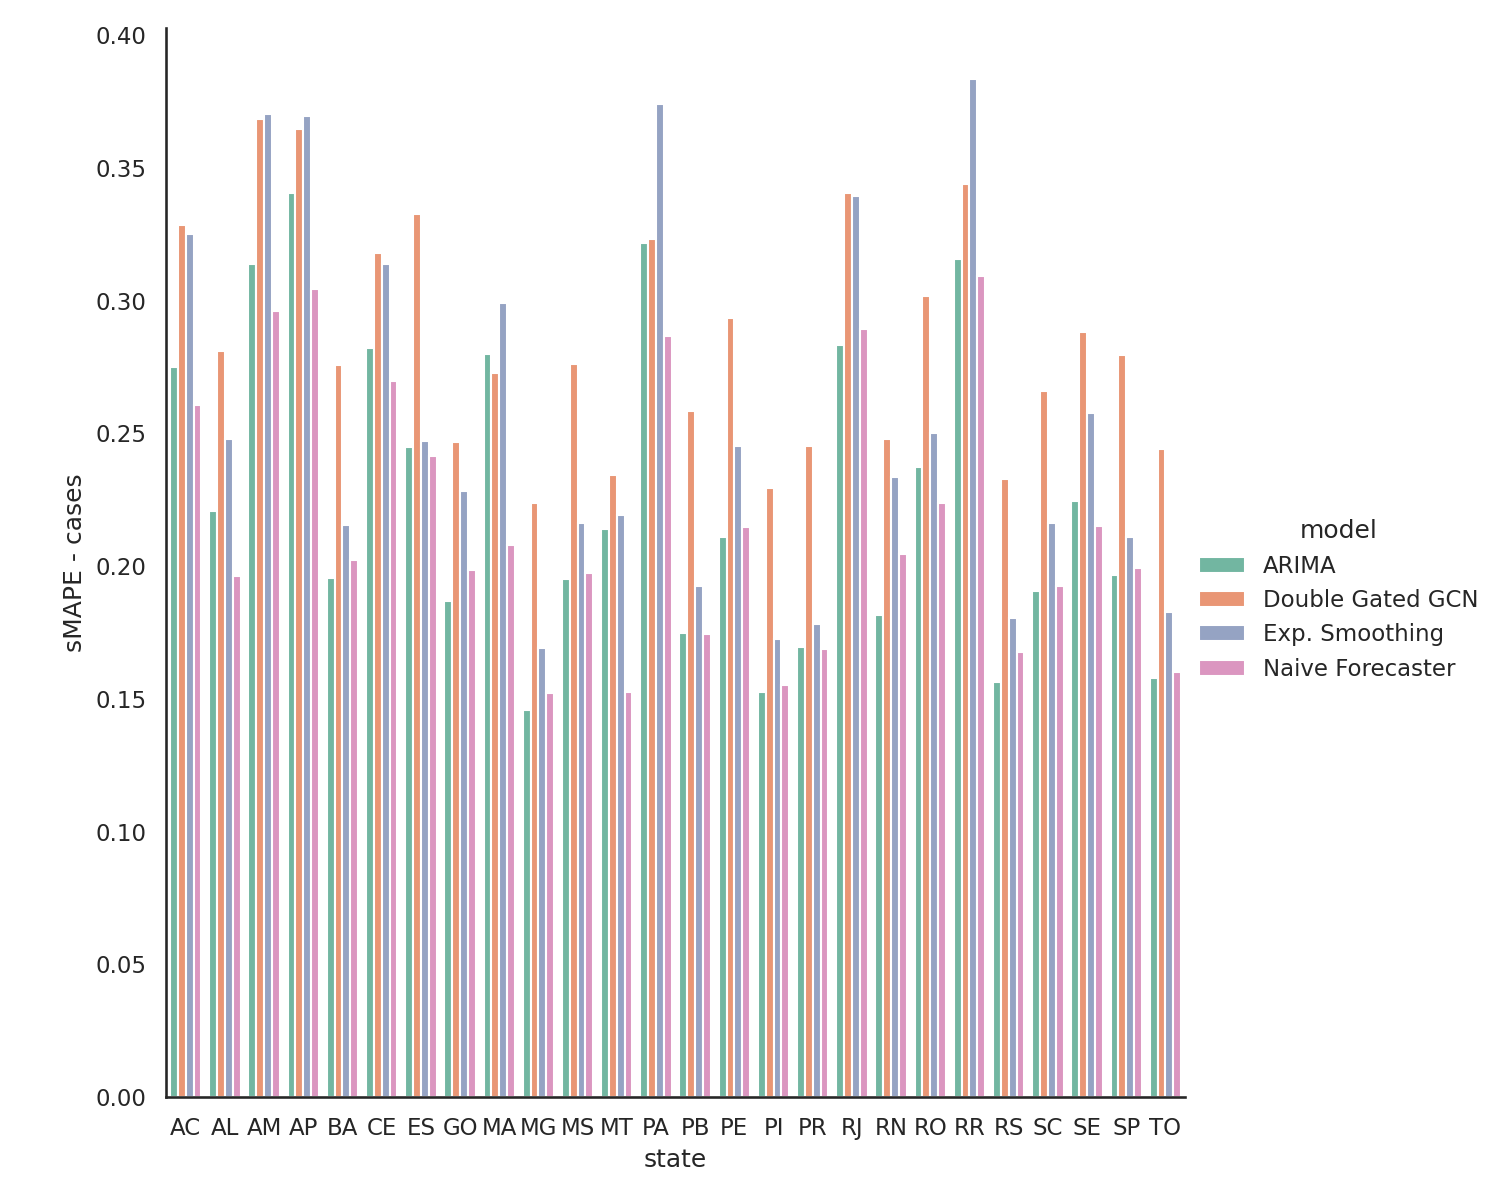 0.40
0.35
0.30
0.25
0.20
0.15
0.10
0.05
0.00
sMAPE - cases
AC AL AM AP BA CE ES GO MA MG MS MT PA PB PE PI PR RJ RN RO RR RS SC SE SP TO
state
model
ARIMA
Double Gated GCN
Exp. Smoothing
Naive Forecaster